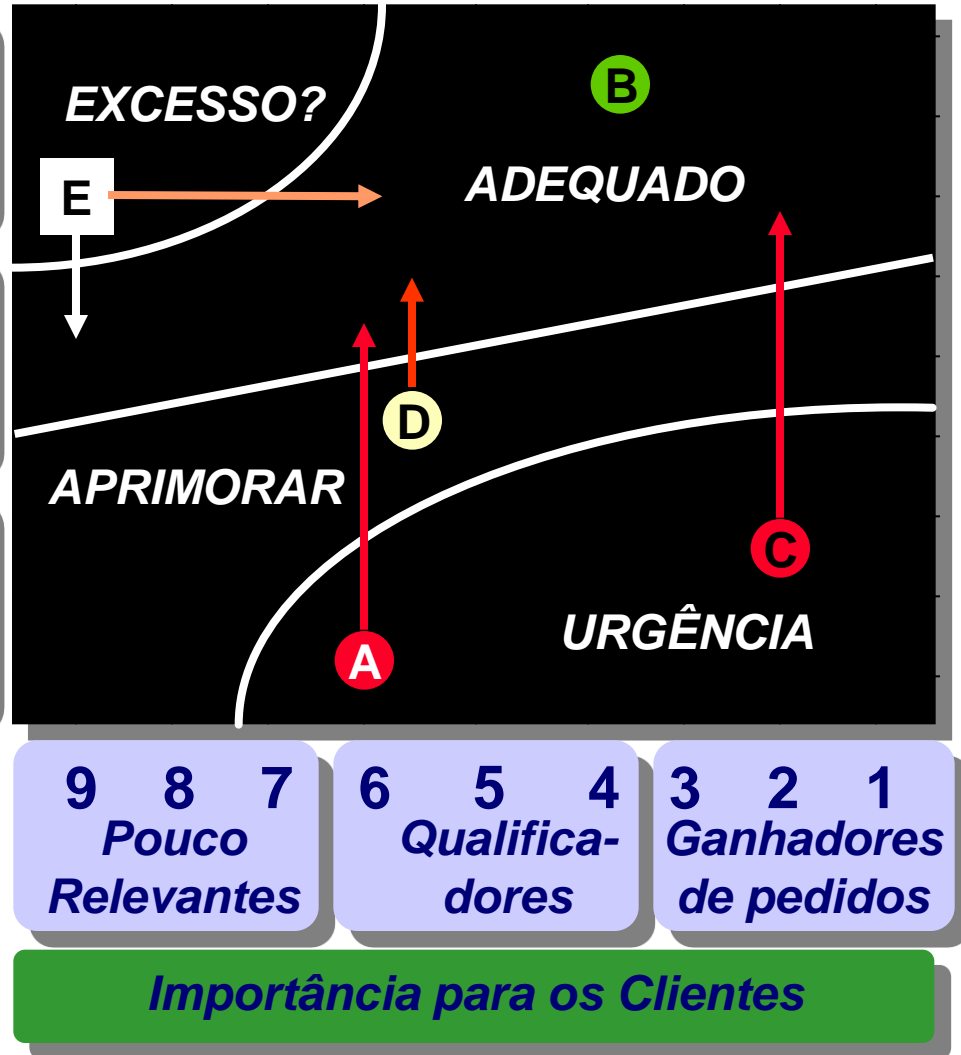 B
EXCESSO?
ADEQUADO
E
D
APRIMORAR
C
URGÊNCIA
A
9 8 7 6 5 4 3 2 1
Pouco Qualifica- Ganhadores
Relevantes dores de pedidos
Importância para os Clientes